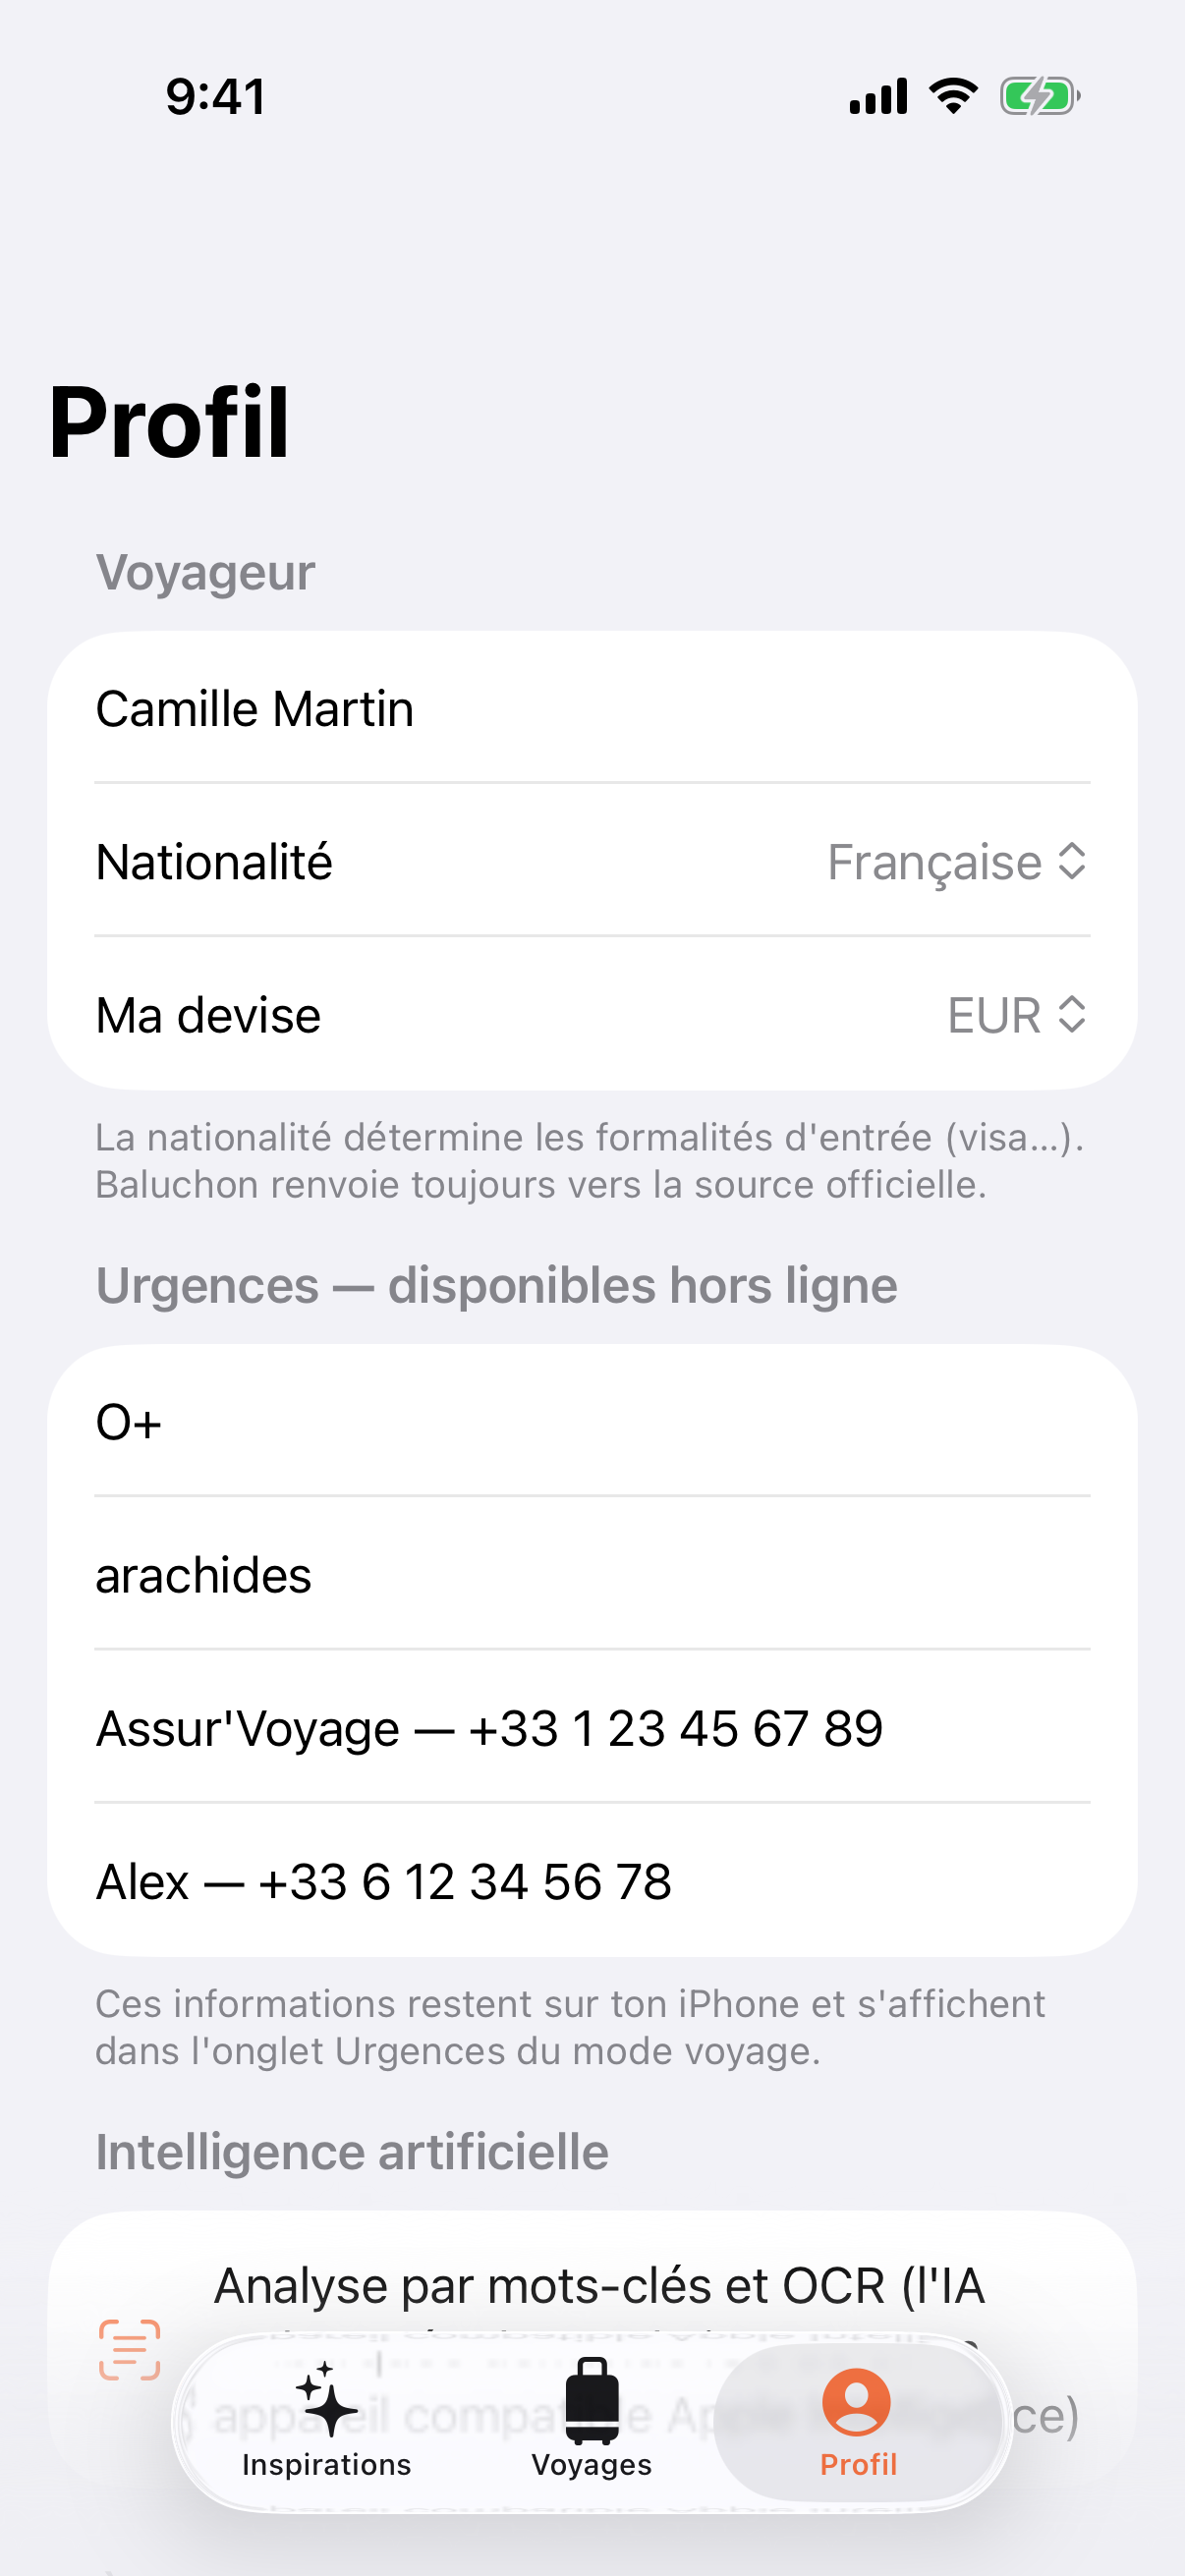 9:41
Profil
Voyageur
Camille Martin
Nationalité Française
Ma devise EUR
La nationalité détermine les formalités d'entrée (visa…).
Baluchon renvoie toujours vers la source officielle.
Urgences — disponibles hors ligne
O+
arachides
Assur'Voyage — +33 1 23 45 67 89
Alex — +33 6 12 34 56 78
Ces informations restent sur ton iPhone et s'affichent
dans l'onglet Urgences du mode voyage.
Intelligence artificielle
Analyse par mots-clés et OCR (l'IA
appareil compatible
Inspirations Voyages Profil